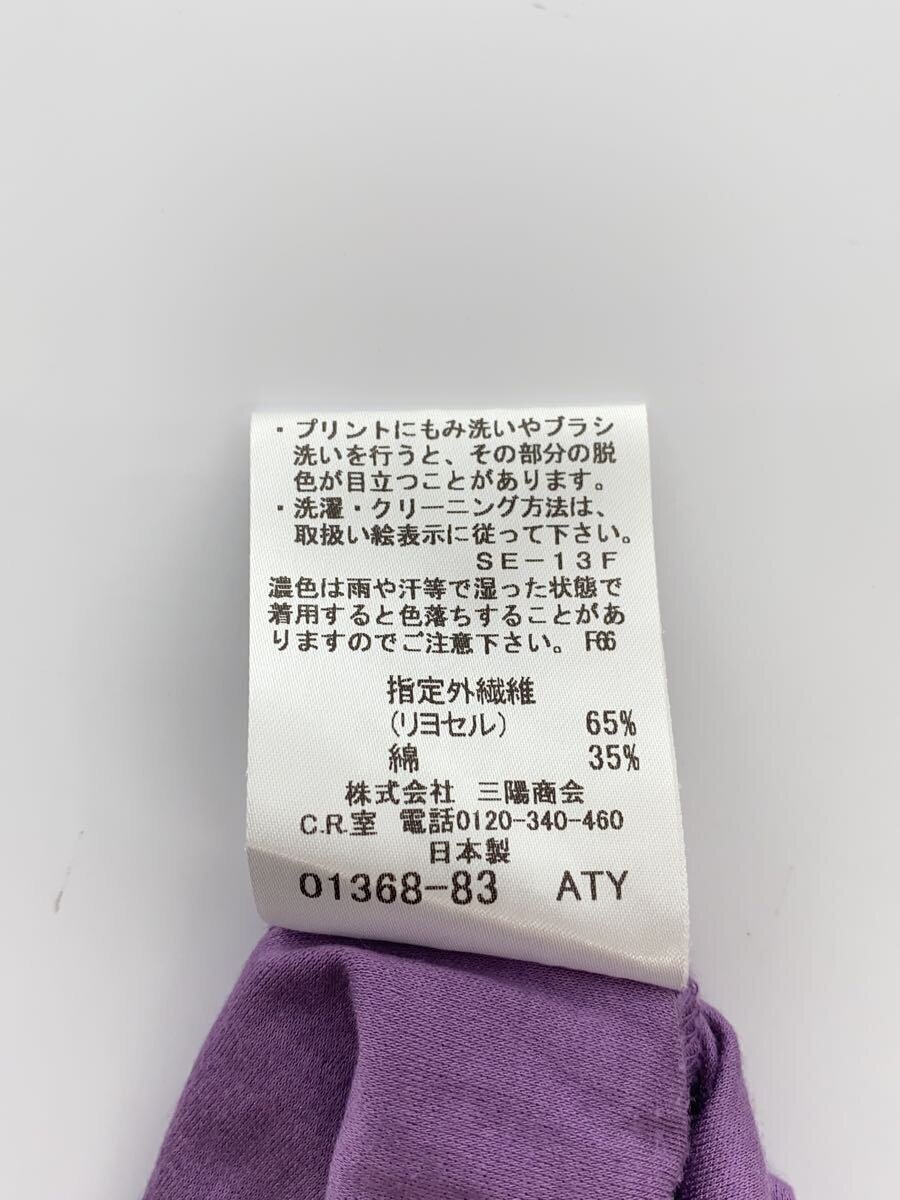 ・プリントにもみ洗いやブラシ
洗いを行うと、その部分の脱
色が目立つことがあります。
・洗濯・クリーニング方法は、
取扱い絵表示に従って下さい。
SE-13F
濃色は雨や汗等で湿った状態で
着用すると色落ちすることがあ
りますのでご注意下さい。 F66
指定外繊維
(リヨセル) 65%
綿 35%
株式会社 三陽商会
C.R.室 電話0120-340-460
日本製
01368-83 ATY